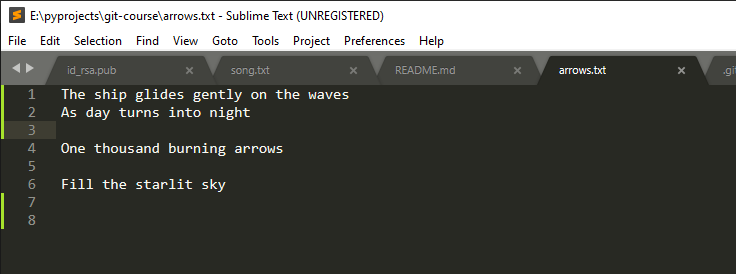 E:\pyprojects\git-course\arrows.txt - Sublime Text (UNREGISTERED)
File Edit Selection Find View Goto Tools Project Preferences Help
id_rsa.pub song.txt README.md arrows.txt .gi
1 The ship glides gently on the waves
2 As day turns into night
3
4 One thousand burning arrows
5
6 Fill the starlit sky
7
8